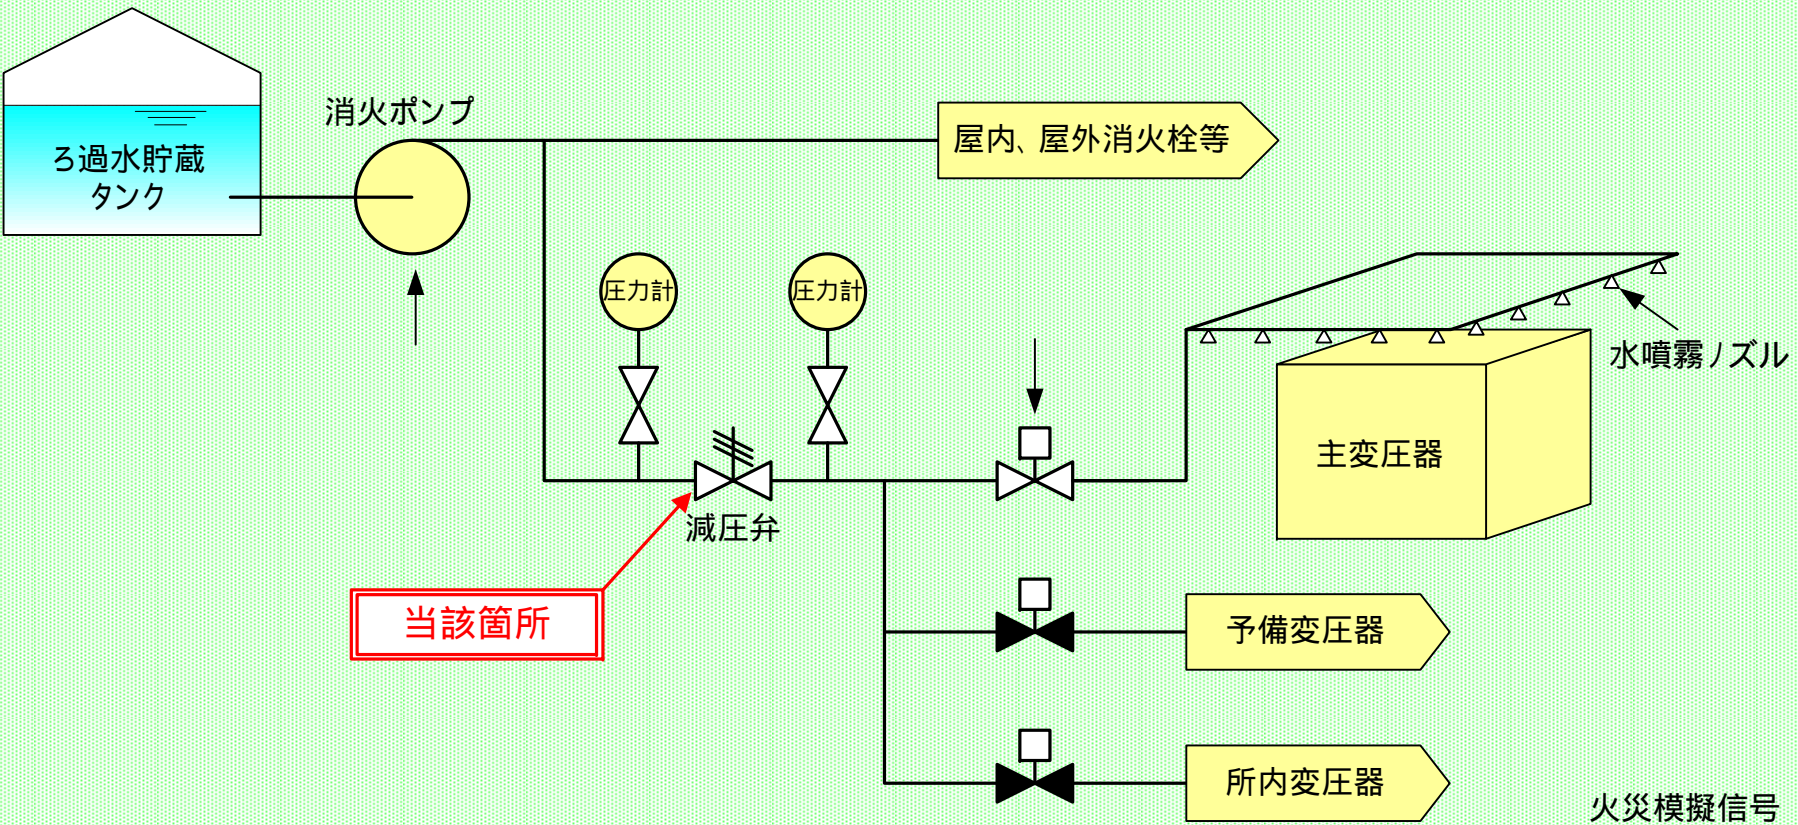 消火ポンプ
屋内、屋外消火栓等
ろ過水貯蔵
タンク
圧力計
圧力計
水噴霧ノズル
主変圧器
減圧弁
当該箇所
予備変圧器
所内変圧器
火災模擬信号